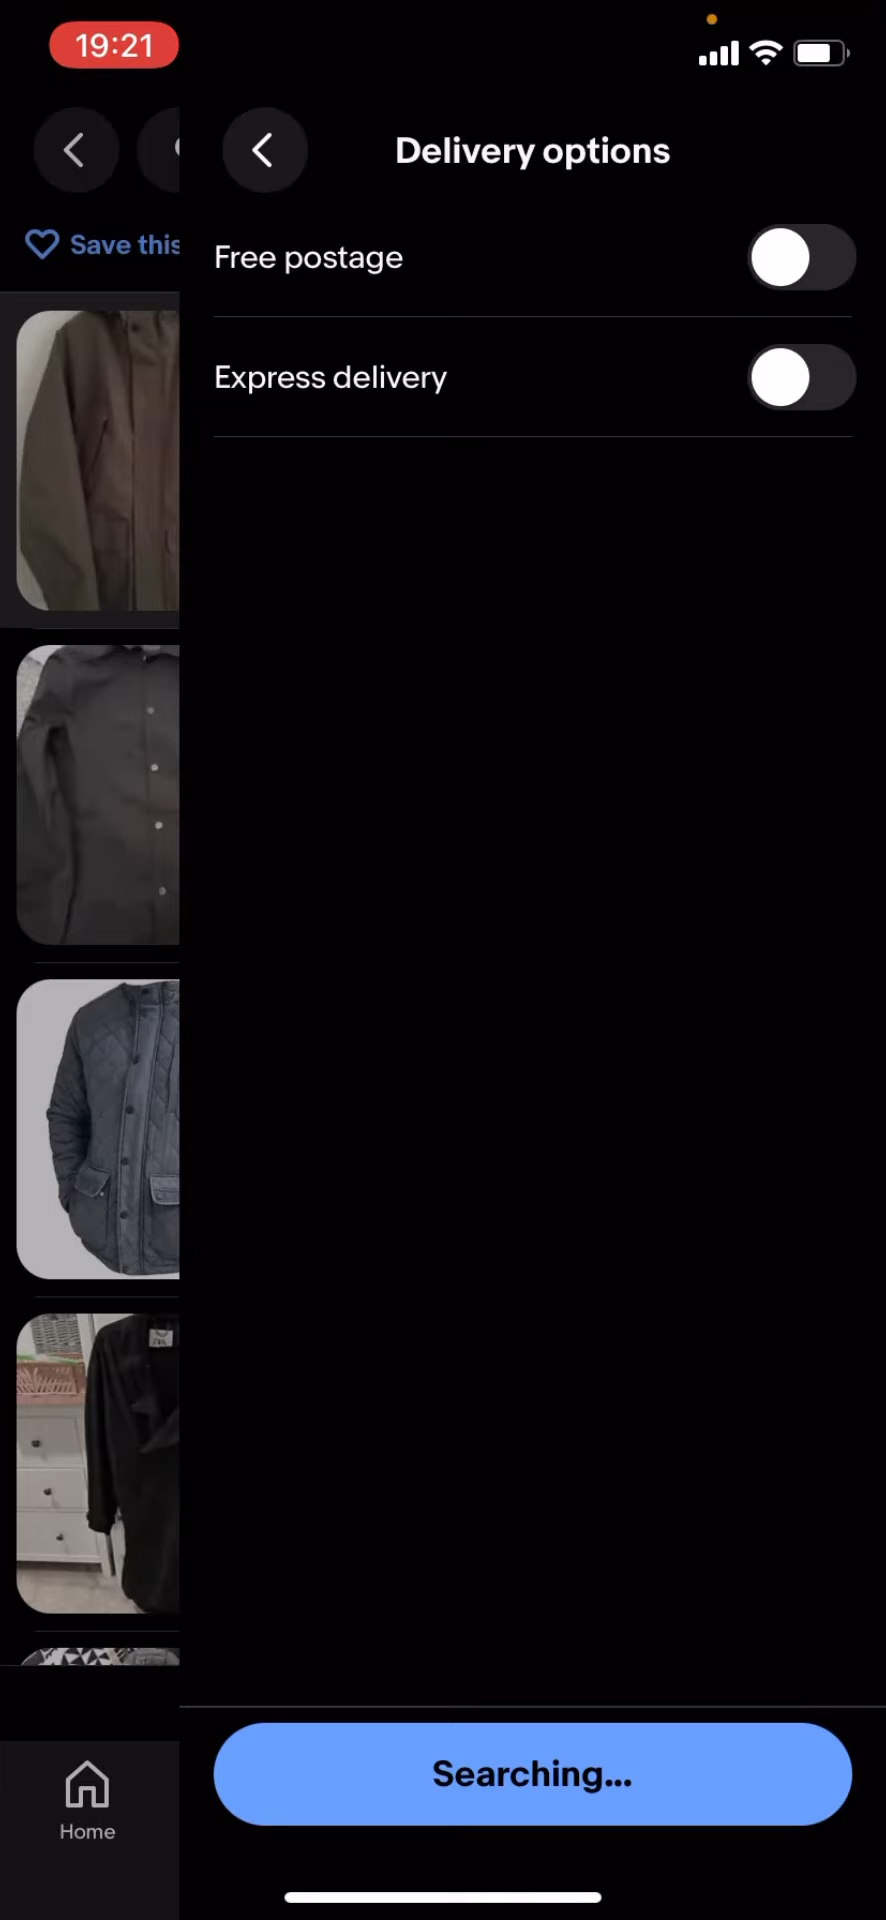 19:21
Delivery options
Save this
Free postage
Express delivery
Searching...
Home